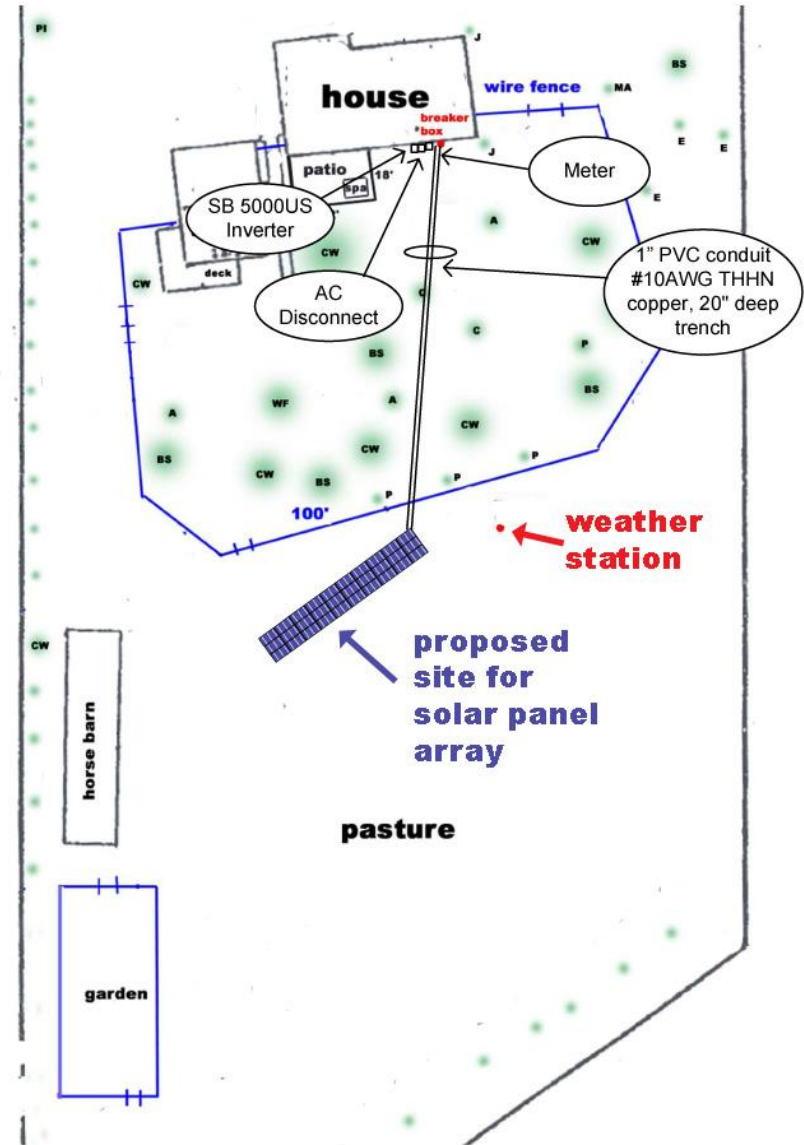 PI
J
BS
wire fence
house
MA
breaker
box
E
E
J
patio
18'
spa
Meter
E
SB 5000US
Inverter
A
CW
CW
deck
CW
1" PVC conduit
#10AWG THHN
copper, 20" deep
trench
AC
Disconnect
C
C
P
BS
BS
A
WF
A
CW
CW
BS
CW
BS
P
P
P
100'
weather
station
proposed
site for
solar panel
array
CW
horse barn
pasture
garden